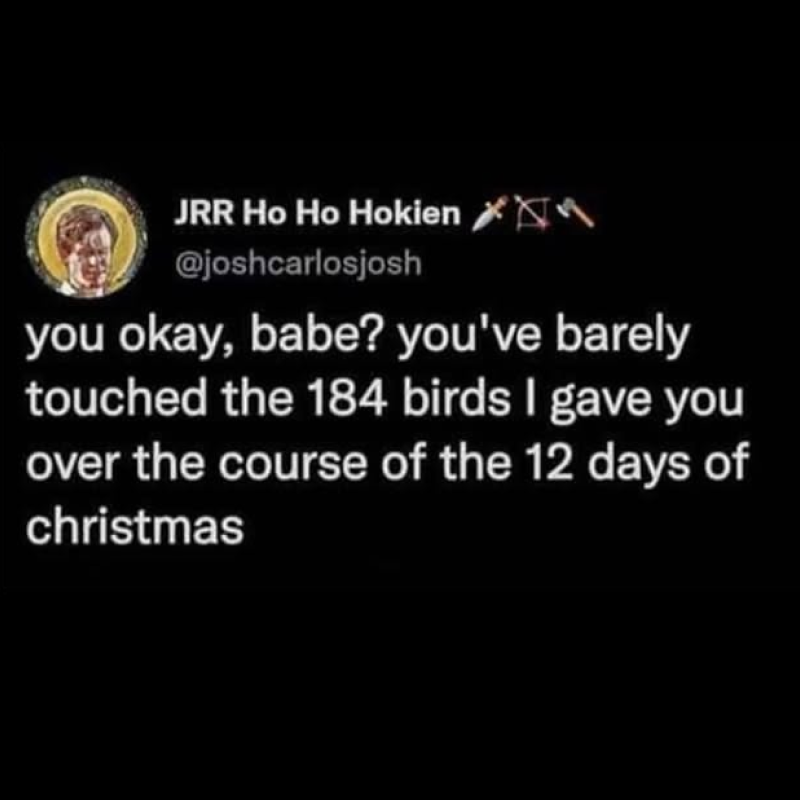 JRR Ho Ho Hokien 🗡️🏹🪓
@joshcarlosjosh
you okay, babe? you've barely
touched the 184 birds I gave you
over the course of the 12 days of
christmas